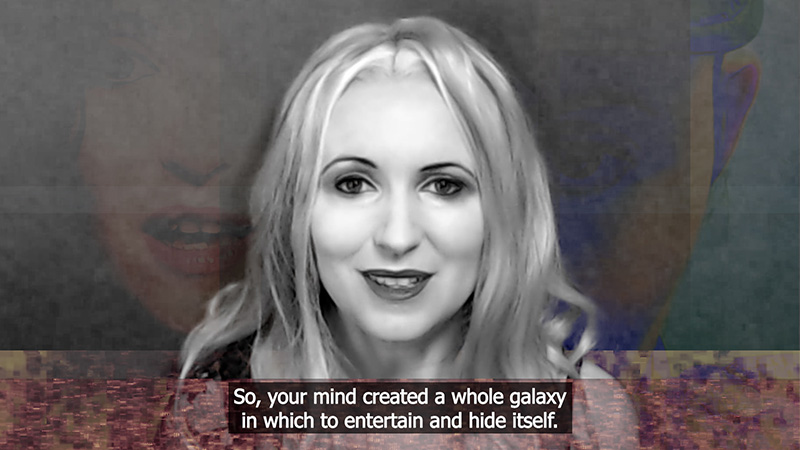 So, your mind created a whole galaxy
in which to entertain and hide itself.